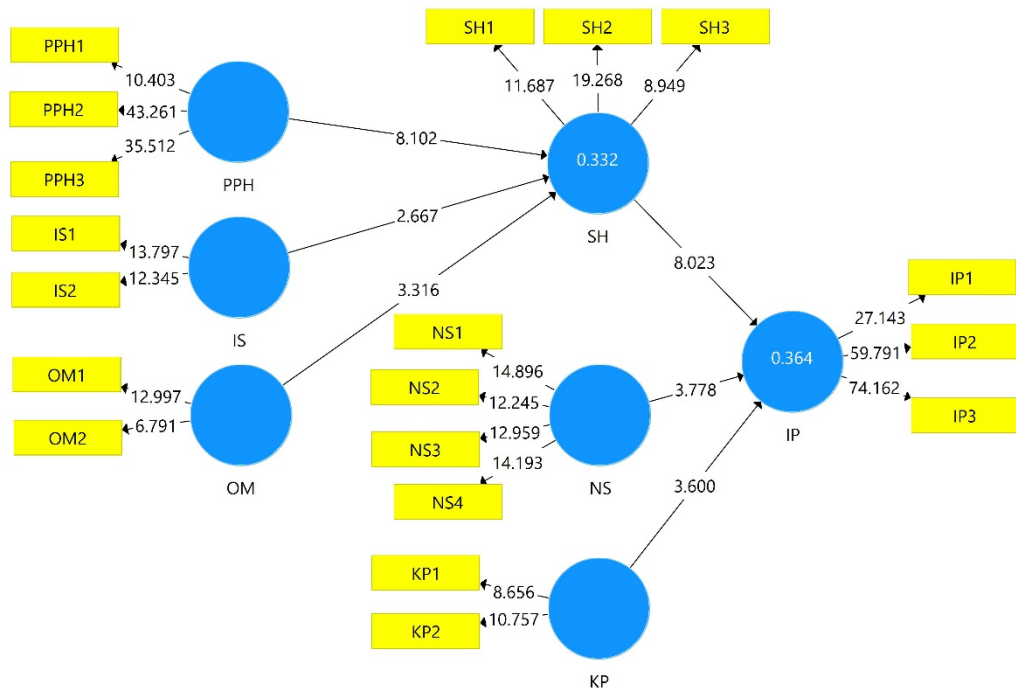 PPH1
10.403
PPH2
43.261
35.512
PPH3
PPH
SH1
SH2
SH3
11.687
19.268
8.949
8.102
0.332
SH
IS1
13.797
IS2
12.345
IS
2.667
3.316
8.023
OM1
12.997
OM2
6.791
OM
NS1
14.896
NS2
12.245
NS3
12.959
14.193
NS4
NS
3.778
0.364
IP
IP1
27.143
IP2
59.791
74.162
IP3
3.600
KP1
8.656
KP2
10.757
KP